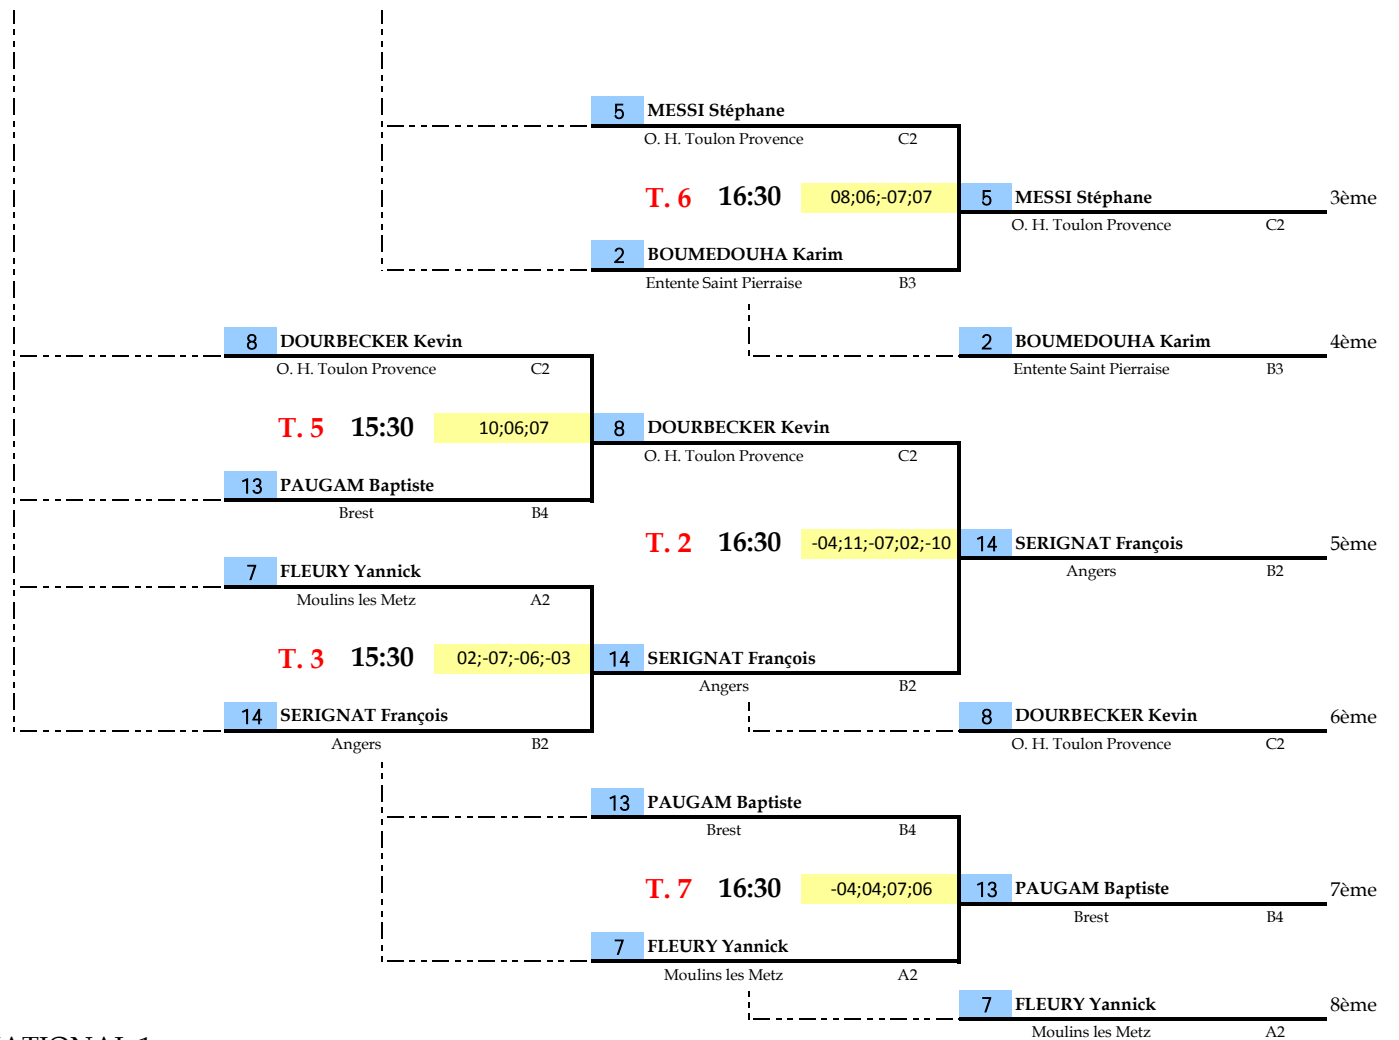 5 MESSI Stéphane
O. H. Toulon Provence C2
T. 6 16:30 08;06;-07;07 5 MESSI Stéphane 3ème
O. H. Toulon Provence C2
2 BOUMEDOUHA Karim
Entente Saint Pierraise B3
8 DOURBECKER Kevin 2 BOUMEDOUHA Karim 4ème
O. H. Toulon Provence C2 Entente Saint Pierraise B3
T. 5 15:30 10;06;07 8 DOURBECKER Kevin
O. H. Toulon Provence C2
13 PAUGAM Baptiste
Brest B4
T. 2 16:30 -04;11;-07;02;-10 14 SERIGNAT François 5ème
7 FLEURY Yannick Angers B2
Moulins les Metz A2
T. 3 15:30 02;-07;-06;-03 14 SERIGNAT François
Angers B2
14 SERIGNAT François 8 DOURBECKER Kevin 6ème
Angers B2 O. H. Toulon Provence C2
13 PAUGAM Baptiste
Brest B4
T. 7 16:30 -04;04;07;06 13 PAUGAM Baptiste 7ème
Brest B4
7 FLEURY Yannick
Moulins les Metz A2
7 FLEURY Yannick 8ème
Moulins les Metz A2